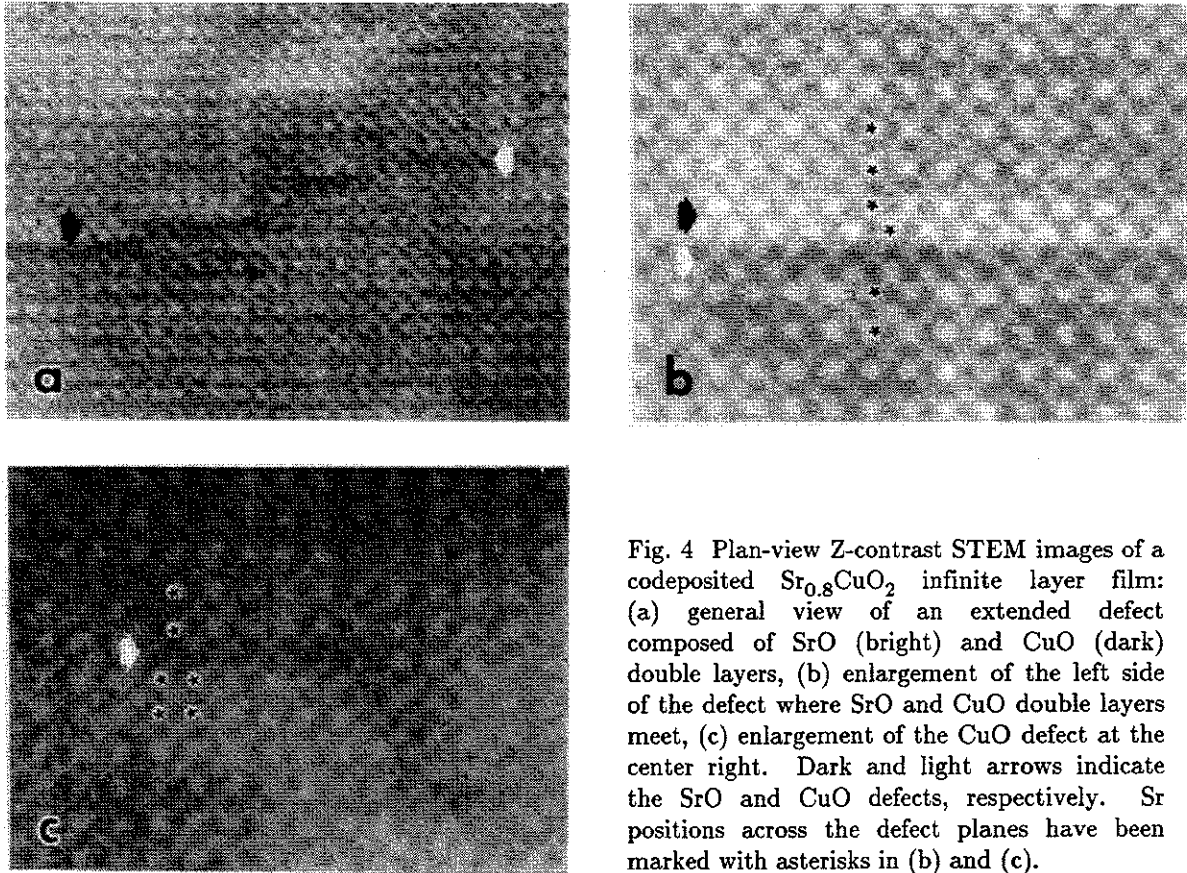 a
b
c
Fig. 4 Plan-view Z-contrast STEM images of a
codeposited Sr0.8CuO2 infinite layer film:
(a) general view of an extended defect
composed of SrO (bright) and CuO (dark)
double layers, (b) enlargement of the left side
of the defect where SrO and CuO double layers
meet, (c) enlargement of the CuO defect at the
center right. Dark and light arrows indicate
the SrO and CuO defects, respectively. Sr
positions across the defect planes have been
marked with asterisks in (b) and (c).